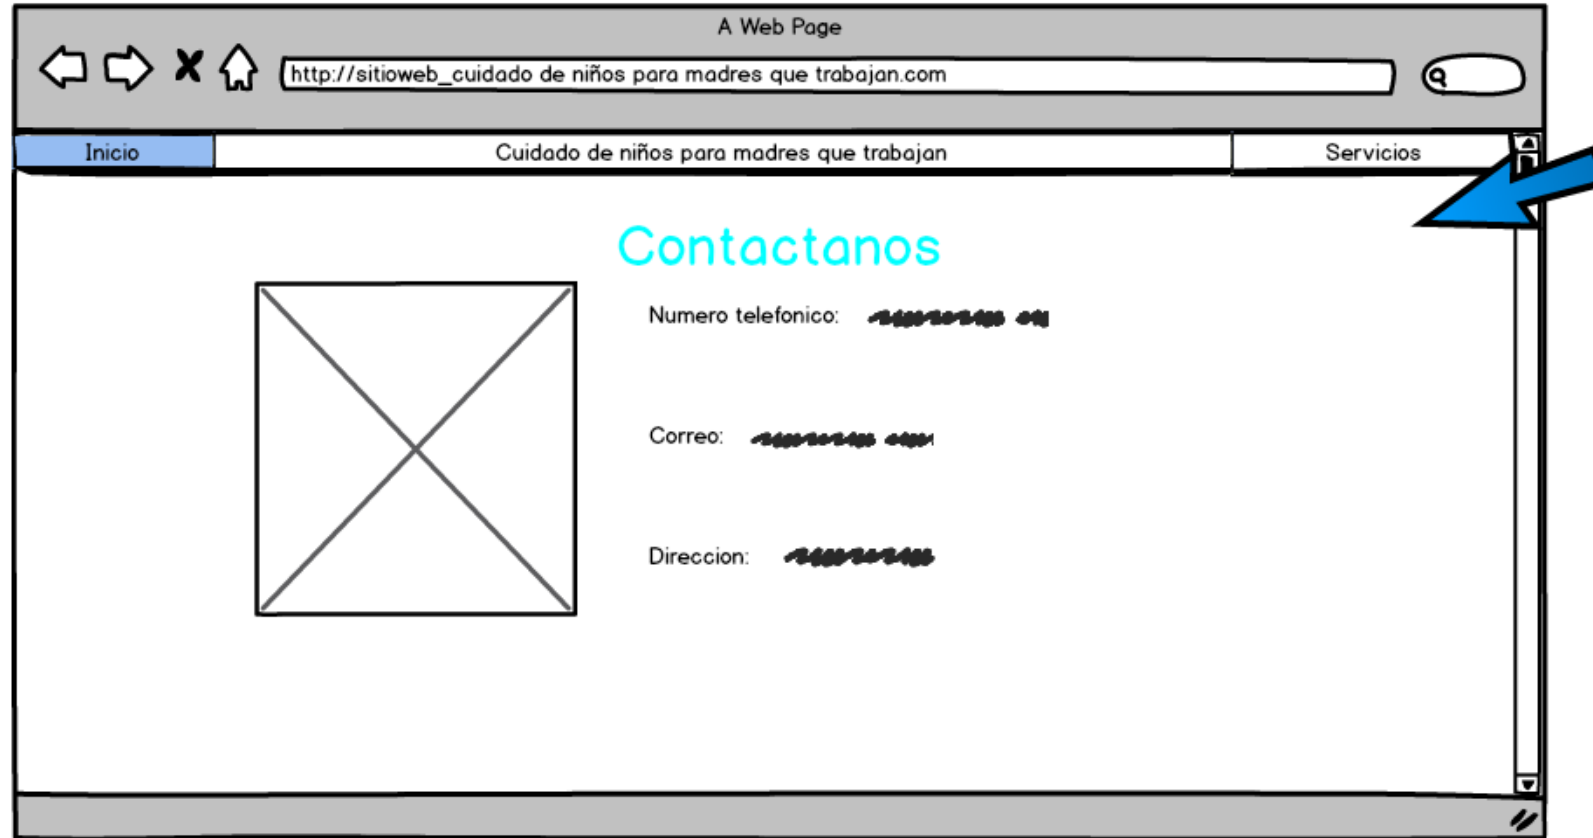 A Web Page
http://sitioweb_cuidado de niños para madres que trabajan.com
Inicio Cuidado de niños para madres que trabajan Servicios
Contactanos
Numero telefonico:
Correo:
Direccion: